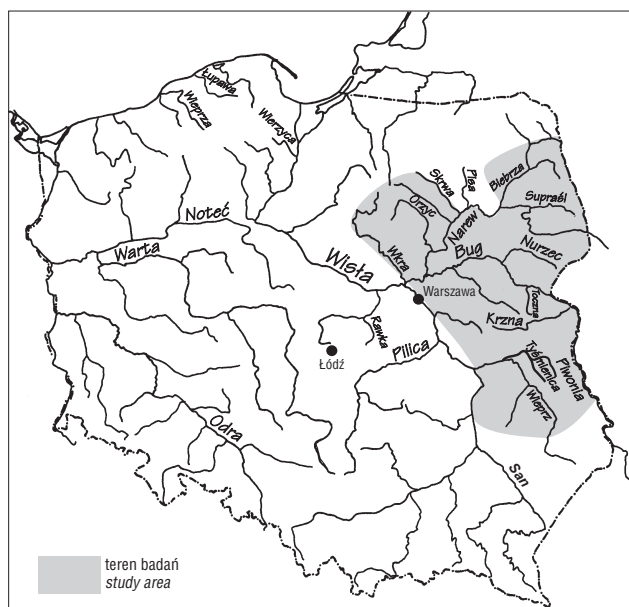 Łupawa
Wieprza
Wierzyca
Skrwa
Pisa
Biebrza
Orzyc
Supraśl
Noteć
Narew
Nurzec
Bug
Warta
Wkra
Wisła
Toczna
Warszawa
Krzna
Rawka
Łódź
Pilica
Tyśmienica
Piwonia
Wieprz
Odra
San
teren badań
study area